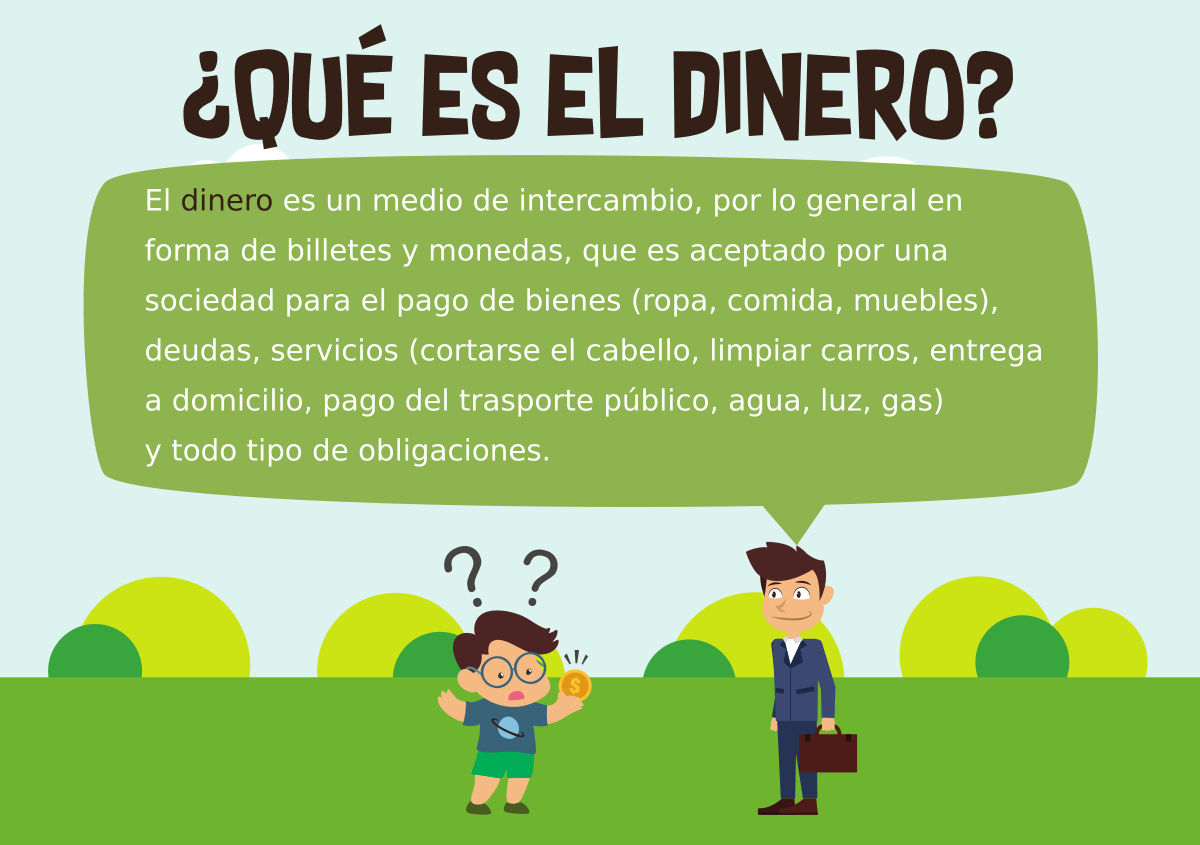 ¿QUÉ ES EL DINERO?
El dinero es un medio de intercambio, por lo general en
forma de billetes y monedas, que es aceptado por una
sociedad para el pago de bienes (ropa, comida, muebles),
deudas, servicios (cortarse el cabello, limpiar carros, entrega
a domicilio, pago del trasporte público, agua, luz, gas)
y todo tipo de obligaciones.
? ?
$